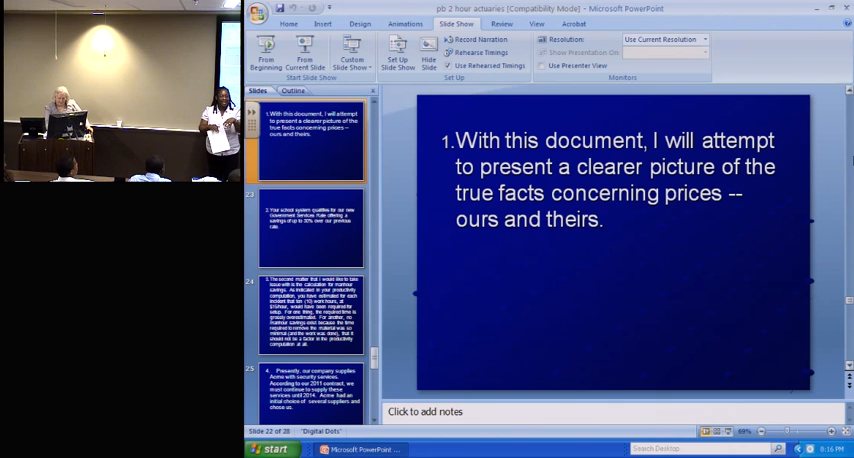 pb 2 hour actuaries [Compatibility Mode] - Microsoft PowerPoint
Home Insert Design Animations Slide Show Review View Acrobat
From Beginning
From Current Slide
Custom Slide Show
Set Up Slide Show
Hide Slide
Record Narration
Rehearse Timings
Use Rehearsed Timings
Resolution: Use Current Resolution
Show Presentation On:
Use Presenter View
Start Slide Show
Set Up
Monitors
Slides Outline
1.With this document, I will attempt
to present a clearer picture of the
true facts concerning prices --
ours and theirs.
23
2. Your school system qualifies for our new
Government Services Rate offering a
savings of up to 30% over our previous
rate.
24
3. The second matter that I would like to take
issue with is the calculation for manhour
savings. As indicated in your productivity
computation, you have estimated for each
incident that ten (10) work hours, at
$15/hour, would have been required for
setup. For one thing, the required time is
grossly overestimated. For another, no
manhour savings exist because the time
required to remove the material was so
minimal (and the work was done), that it
should not be a factor in the productivity
computation at all.
25
4. Presently, our company supplies
Acme with security services.
According to our 2011 contract, we
must continue to supply these
services until 2014. Acme had an
initial choice of several suppliers and
chose us.
1.With this document, I will attempt
to present a clearer picture of the
true facts concerning prices --
ours and theirs.
Click to add notes
Slide 22 of 28 "Digital Dots" 69%
start Microsoft PowerPoint ... Search Desktop 8:16 PM